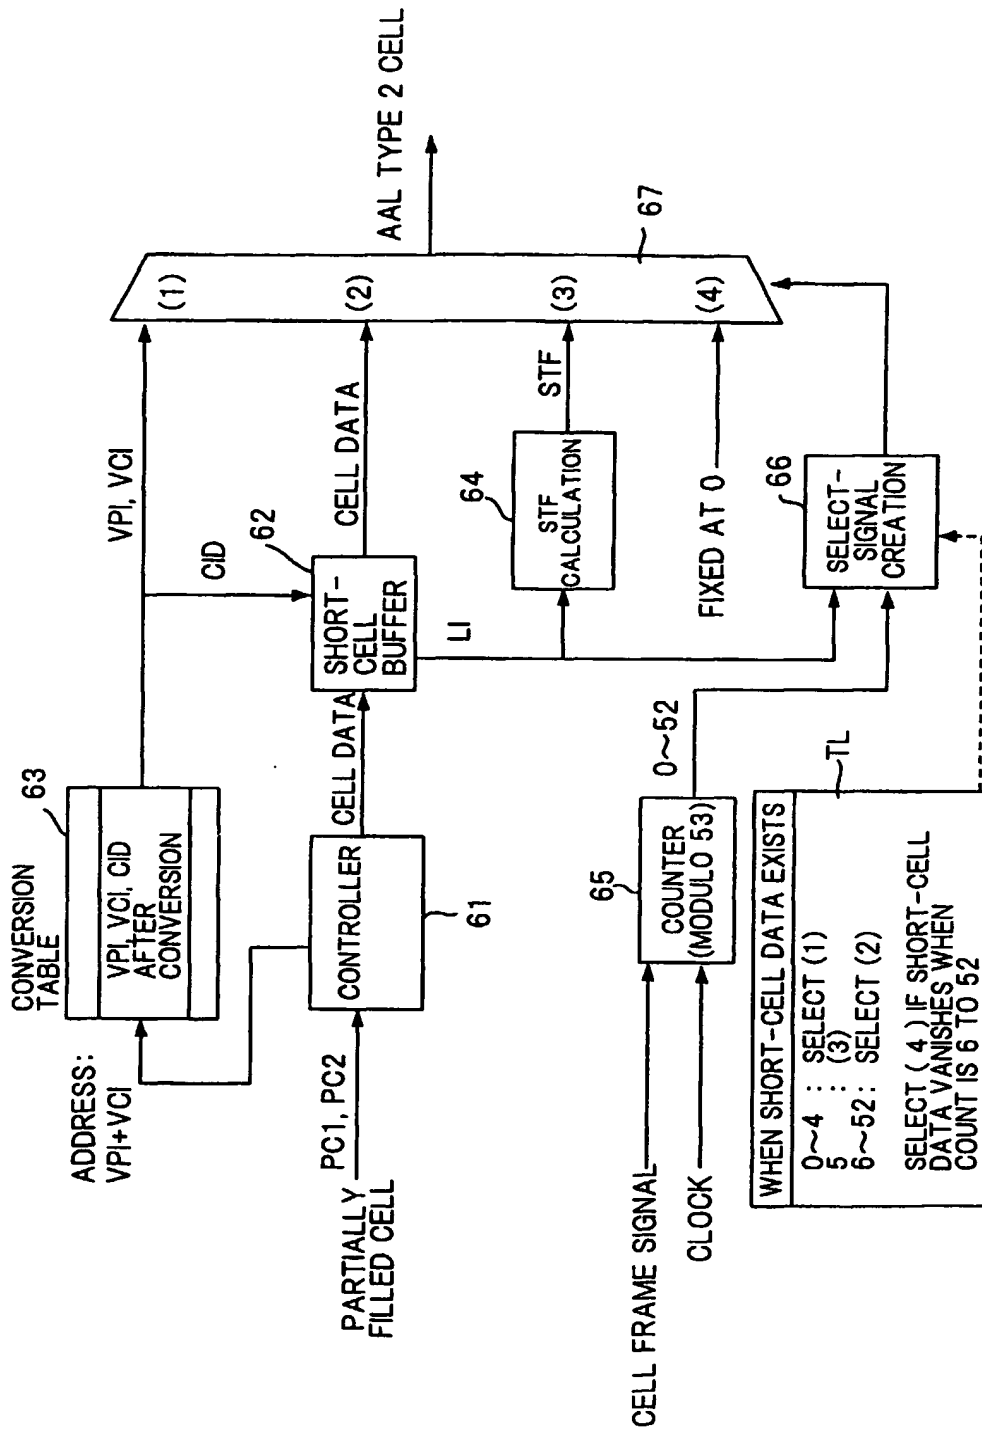 ADDRESS:
VPI+VCI
CONVERSION
TABLE
63
VPI, VCI, CID
AFTER
CONVERSION
VPI, VCI
CID
PARTIALLY
FILLED CELL
PC1, PC2
CONTROLLER
61
CELL DATA
SHORT-
CELL
BUFFER
62
CELL DATA
LI
STF
CALCULATION
64
STF
FIXED AT 0
(1)
(2)
(3)
(4)
67
AAL TYPE 2 CELL
CELL FRAME SIGNAL
CLOCK
COUNTER
(MODULO 53)
65
0~52
SELECT-
SIGNAL
CREATION
66
TL
WHEN SHORT-CELL DATA EXISTS
0~4 : SELECT (1)
5 : (3)
6~52: SELECT (2)
SELECT (4) IF SHORT-CELL
DATA VANISHES WHEN
COUNT IS 6 TO 52